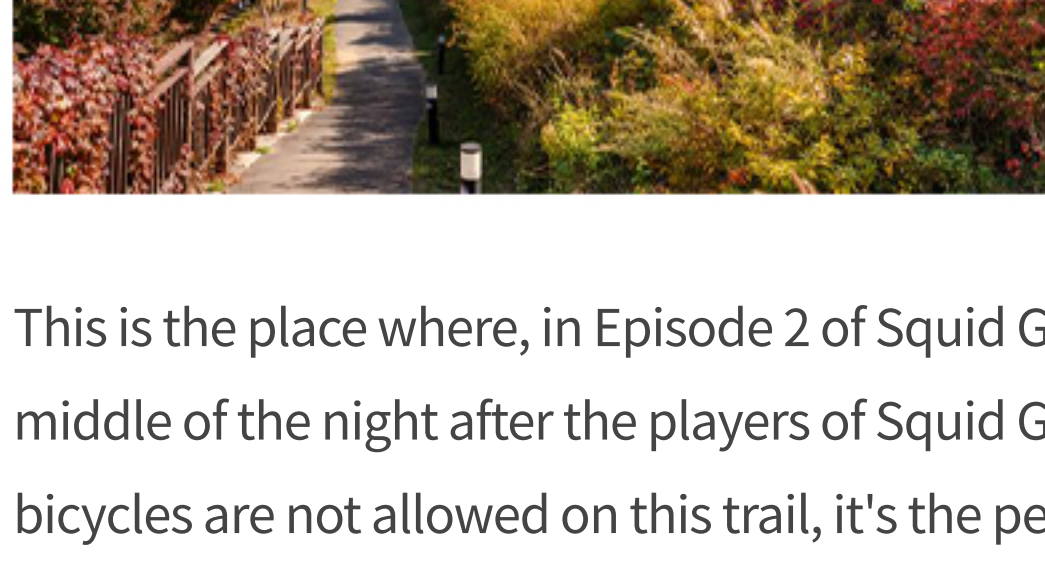 This is the place where, in Episode 2 of Squid
middle of the night after the players of Squid
bicycles are not allowed on this trail, it's the